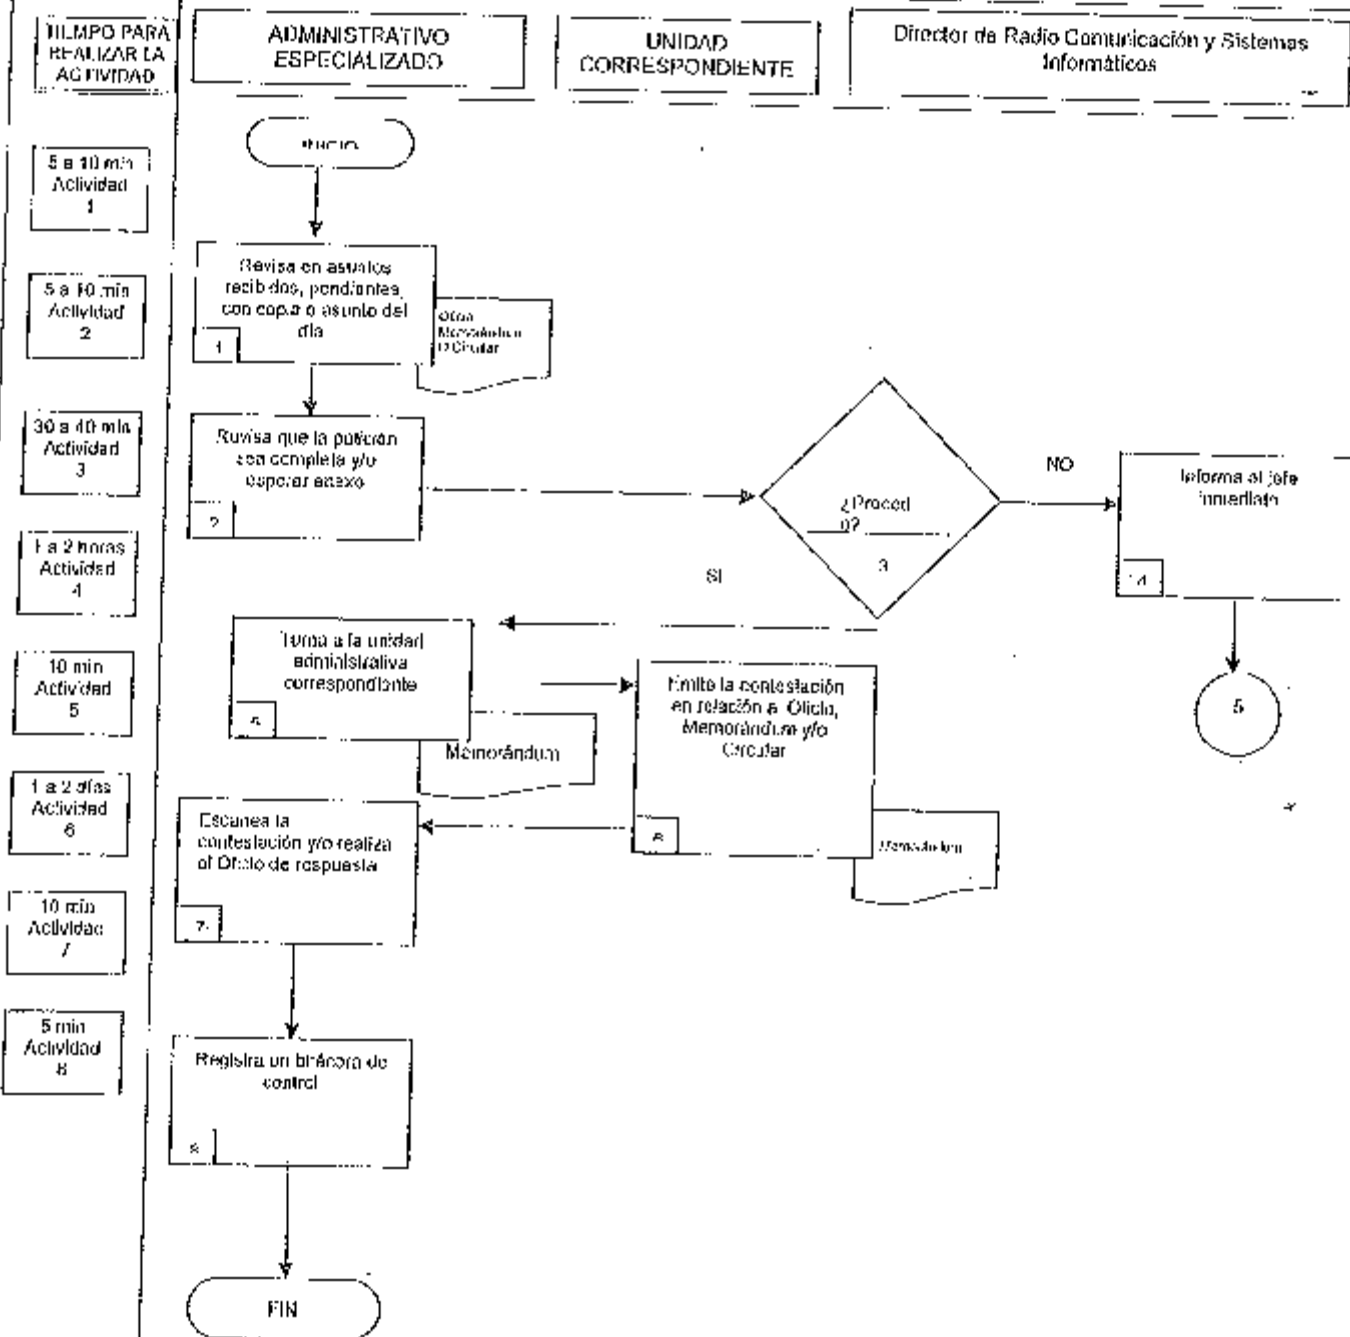 TIEMPO PARA
REALIZAR LA
ACTIVIDAD
ADMINISTRATIVO
ESPECIALIZADO
UNIDAD
CORRESPONDIENTE
Director de Radio Comunicación y Sistemas
Informáticos
INICIO
5 a 10 min
Actividad
1
Revisa en asuntos
recibidos, pendientes,
con copia o asunto del
día
1
Memorándum
O Circular
5 a 10 min
Actividad
2
Revisa que la petición
sea completa y/o
esperar anexo
2
30 a 40 min
Actividad
3
¿Proced
o?
3
NO
SI
Informa al jefe
inmediato
5
1 a 2 horas
Actividad
4
Turna a la unidad
administrativa
correspondiente
Memorándum
10 min
Actividad
5
Emite la contestación
en relación a Oficio,
Memorándum y/o
Circular
6
Memorándum
1 a 2 días
Actividad
6
Escanea la
contestación y/o realiza
el Oficio de respuesta
7
10 min
Actividad
7
5 min
Actividad
8
Registra en bitácora de
control
8
FIN